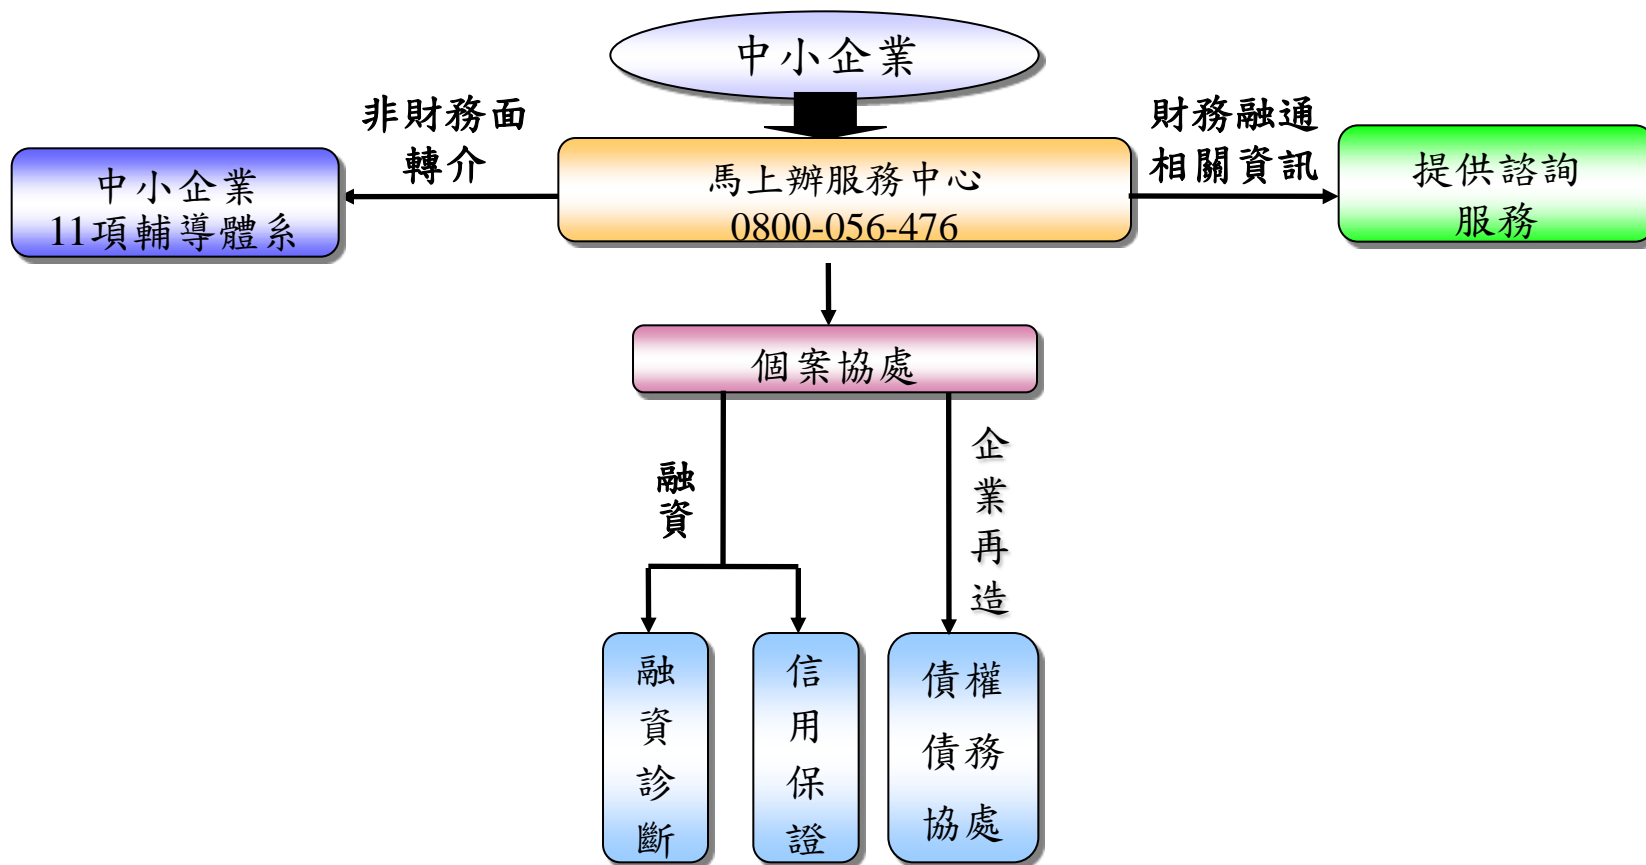 中小企業
非財務面
轉介
財務融通
相關資訊
中小企業
11項輔導體系
馬上辦服務中心
0800-056-476
提供諮詢
服務
個案協處
融
資
企
業
再
造
融
資
診
斷
信
用
保
證
債權
債務
協處